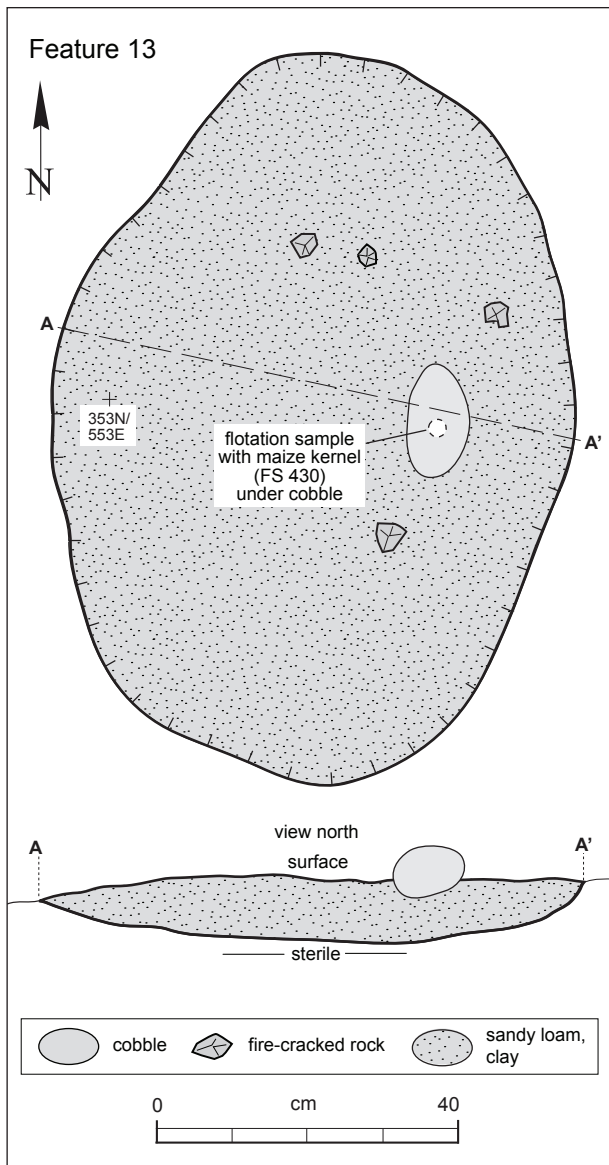 Feature 13
N
A
353N/
553E
flotation sample
with maize kernel
(FS 430)
under cobble
A'
view north
A
A'
surface
sterile
cobble
fire-cracked rock
sandy loam,
clay
0
cm
40